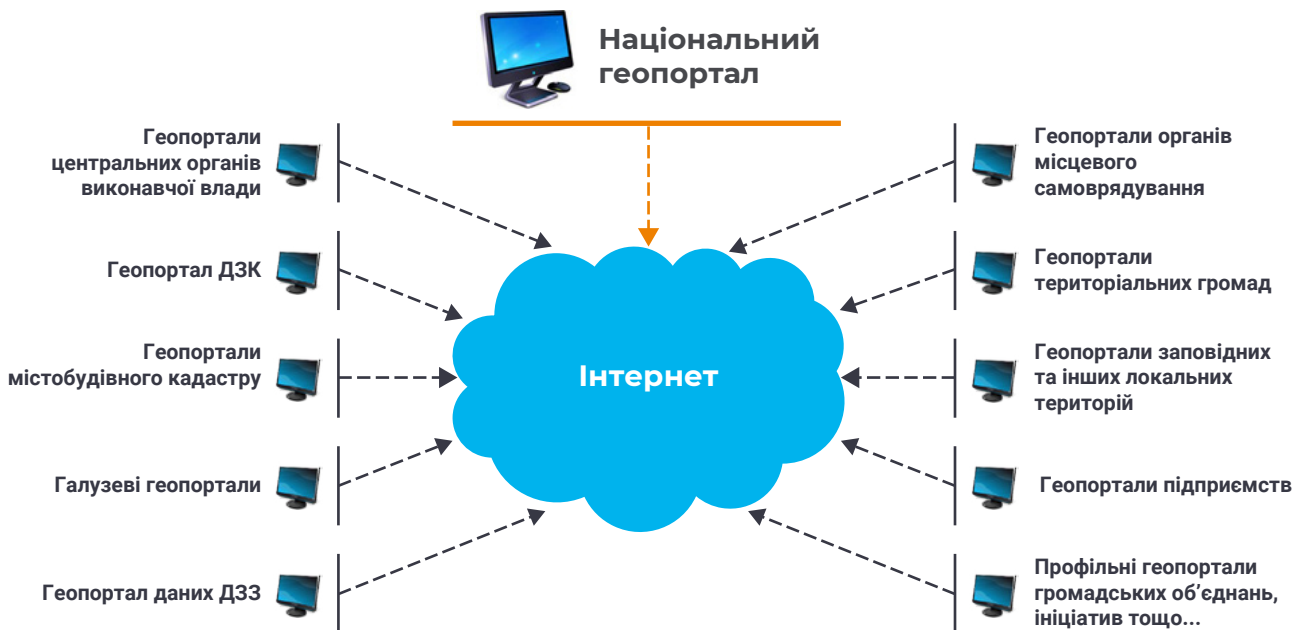 Національний
геопортал
Геопортали
центральних органів
виконавчої влади
Геопортал ДЗК
Геопортали
містобудівного кадастру
Галузеві геопортали
Геопортал даних ДЗЗ
Інтернет
Геопортали органів
місцевого
самоврядування
Геопортали
територіальних громад
Геопортали заповідних
та інших локальних
територій
Геопортали підприємств
Профільні геопортали
громадських об’єднань,
ініціатив тощо...